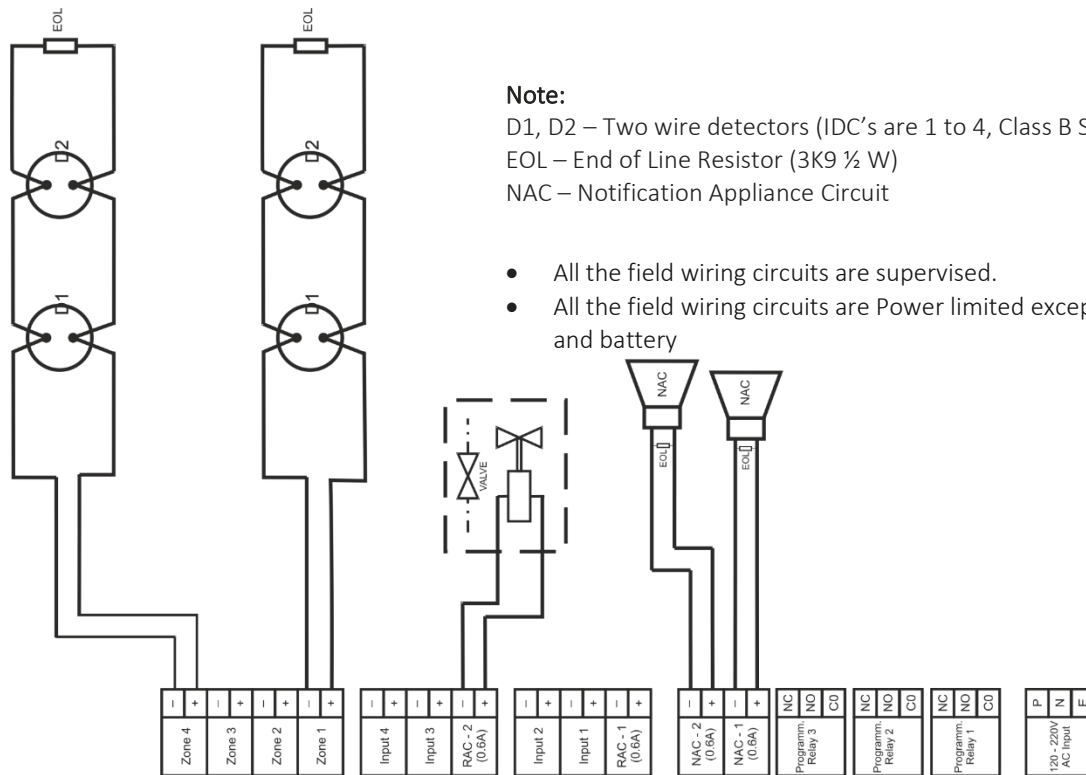 EOL
EOL
D2
D2
D1
D1
Note:
D1, D2 – Two wire detectors (IDC’s are 1 to 4, Class B S
EOL – End of Line Resistor (3K9 ½ W)
NAC – Notification Appliance Circuit
• All the field wiring circuits are supervised.
• All the field wiring circuits are Power limited excep
and battery
NAC
NAC
EOL
EOL
VALVE
– + – + – + – +
Zone 4
Zone 3
Zone 2
Zone 1
– + – + – +
Input 4
Input 3
RAC - 2
(0.6A)
– + – + – +
Input 2
Input 1
RAC - 1
(0.6A)
– + – +
NAC - 2
(0.6A)
NAC - 1
(0.6A)
NC NO C0
Programm.
Relay 3
NC NO C0
Programm.
Relay 2
NC NO C0
Programm.
Relay 1
P N E
120 - 220V
AC Input